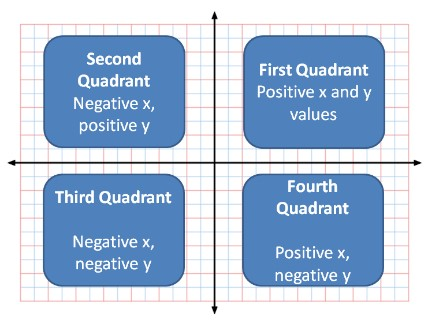 Second
Quadrant
Negative x,
positive y
First Quadrant
Positive x and y
values
Third Quadrant
Negative x,
negative y
Fourth
Quadrant
Positive x,
negative y